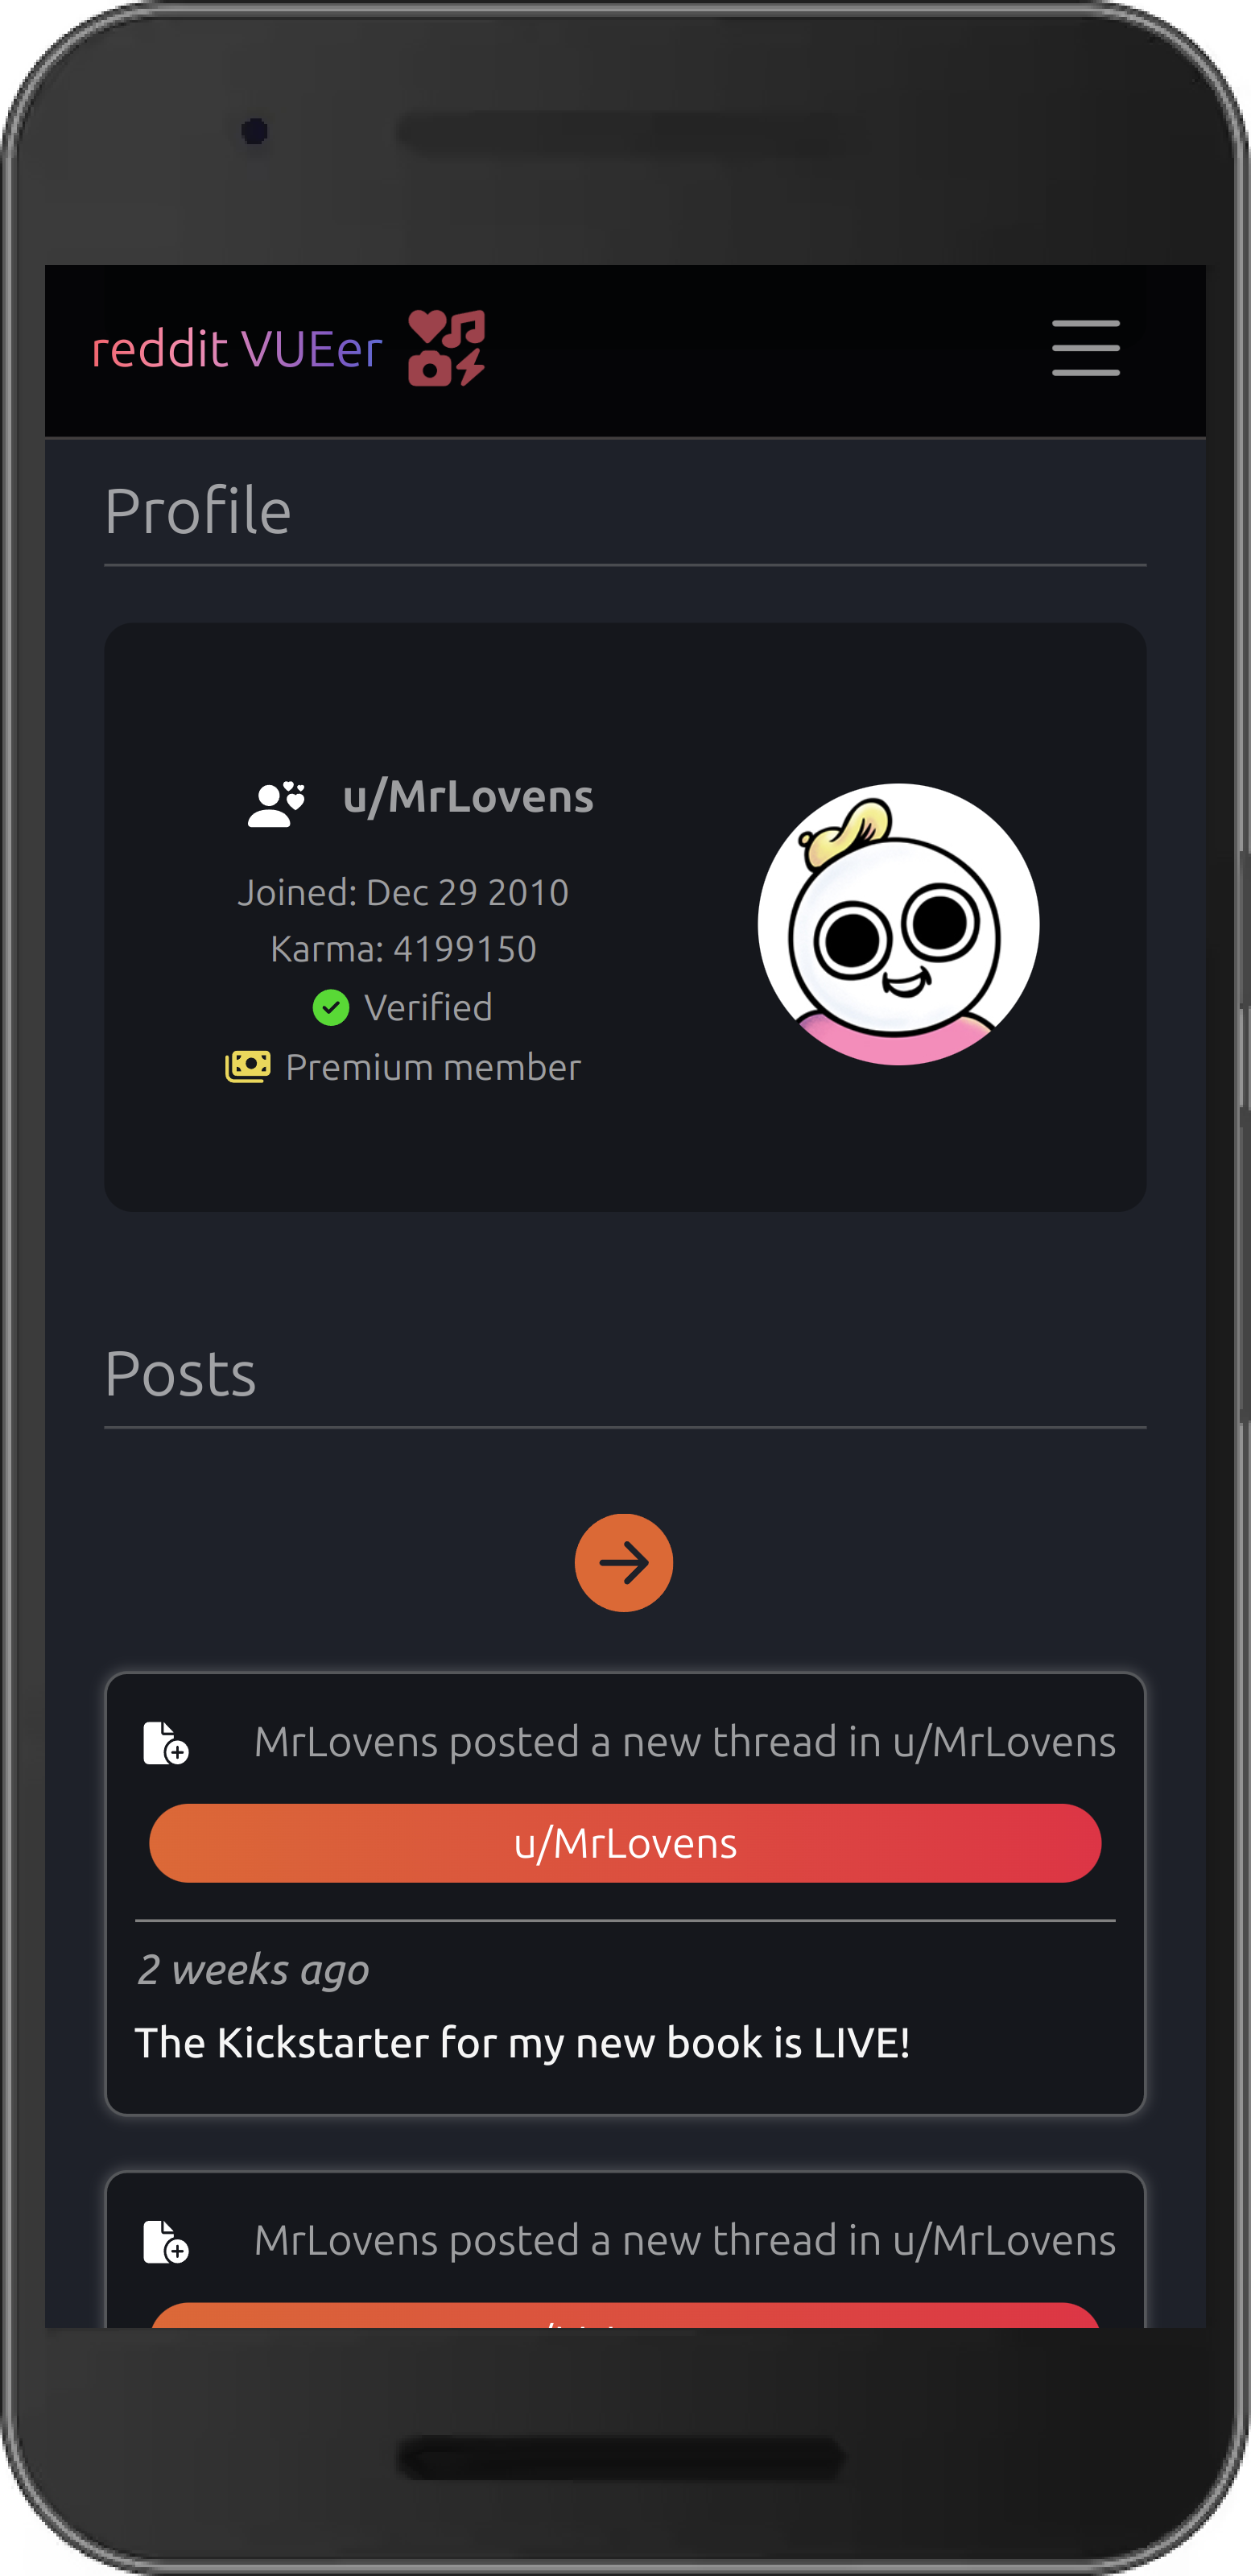 reddit VUEer
Profile
u/MrLovens
Joined: Dec 29 2010
Karma: 4199150
Verified
Premium member
Posts
MrLovens posted a new thread in u/MrLovens
u/MrLovens
2 weeks ago
The Kickstarter for my new book is LIVE!
MrLovens posted a new thread in u/MrLovens